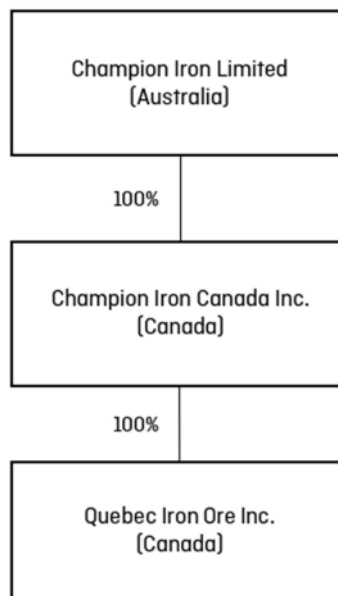 Champion Iron Limited
(Australia)
100%
Champion Iron Canada Inc.
(Canada)
100%
Quebec Iron Ore Inc.
(Canada)